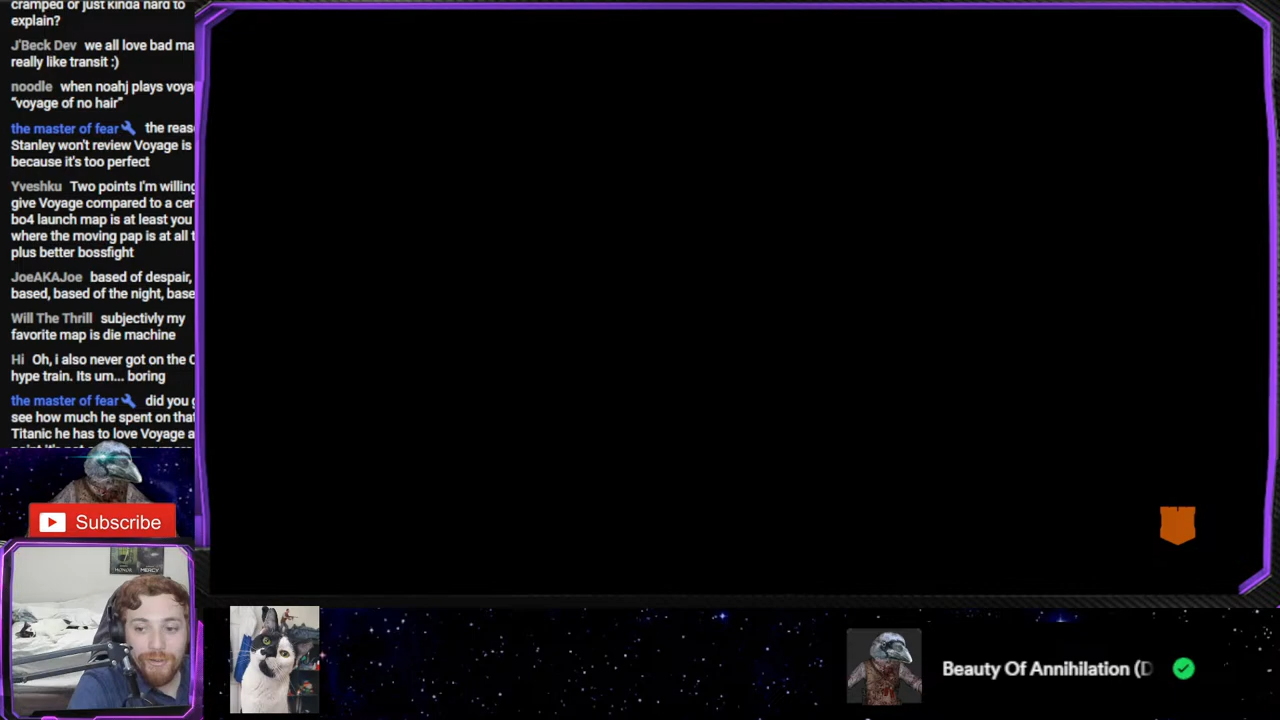 cramped or just kinda hard to
explain?
J'Beck Dev we all love bad ma
really like transit :)
noodle when noahj plays voya
“voyage of no hair”
the master of fear the reas
Stanley won't review Voyage is
because it's too perfect
Yveshku Two points I'm willing
give Voyage compared to a cer
bo4 launch map is at least you
where the moving pap is at all t
plus better bossfight
JoeAKAJoe based of despair,
based, based of the night, base
Will The Thrill subjectivly my
favorite map is die machine
Hi Oh, i also never got on the C
hype train. Its um... boring
the master of fear did you g
see how much he spent on that
Titanic he has to love Voyage a
Subscribe
HONOR
MERCY
Beauty Of Annihilation (D